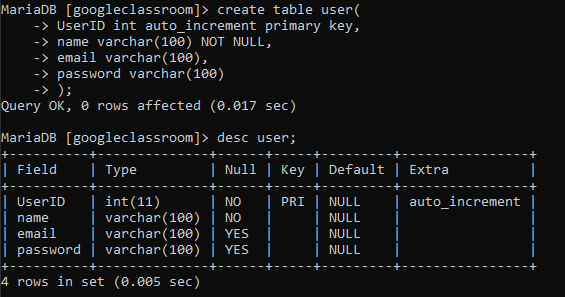 MariaDB [googleclassroom]> create table user(
    -> UserID int auto_increment primary key,
    -> name varchar(100) NOT NULL,
    -> email varchar(100),
    -> password varchar(100)
    -> );
Query OK, 0 rows affected (0.017 sec)

MariaDB [googleclassroom]> desc user;
+----------+--------------+------+-----+---------+----------------+
| Field    | Type         | Null | Key | Default | Extra          |
+----------+--------------+------+-----+---------+----------------+
| UserID   | int(11)      | NO   | PRI | NULL    | auto_increment |
| name     | varchar(100) | NO   |     | NULL    |                |
| email    | varchar(100) | YES  |     | NULL    |                |
| password | varchar(100) | YES  |     | NULL    |                |
+----------+--------------+------+-----+---------+----------------+
4 rows in set (0.005 sec)